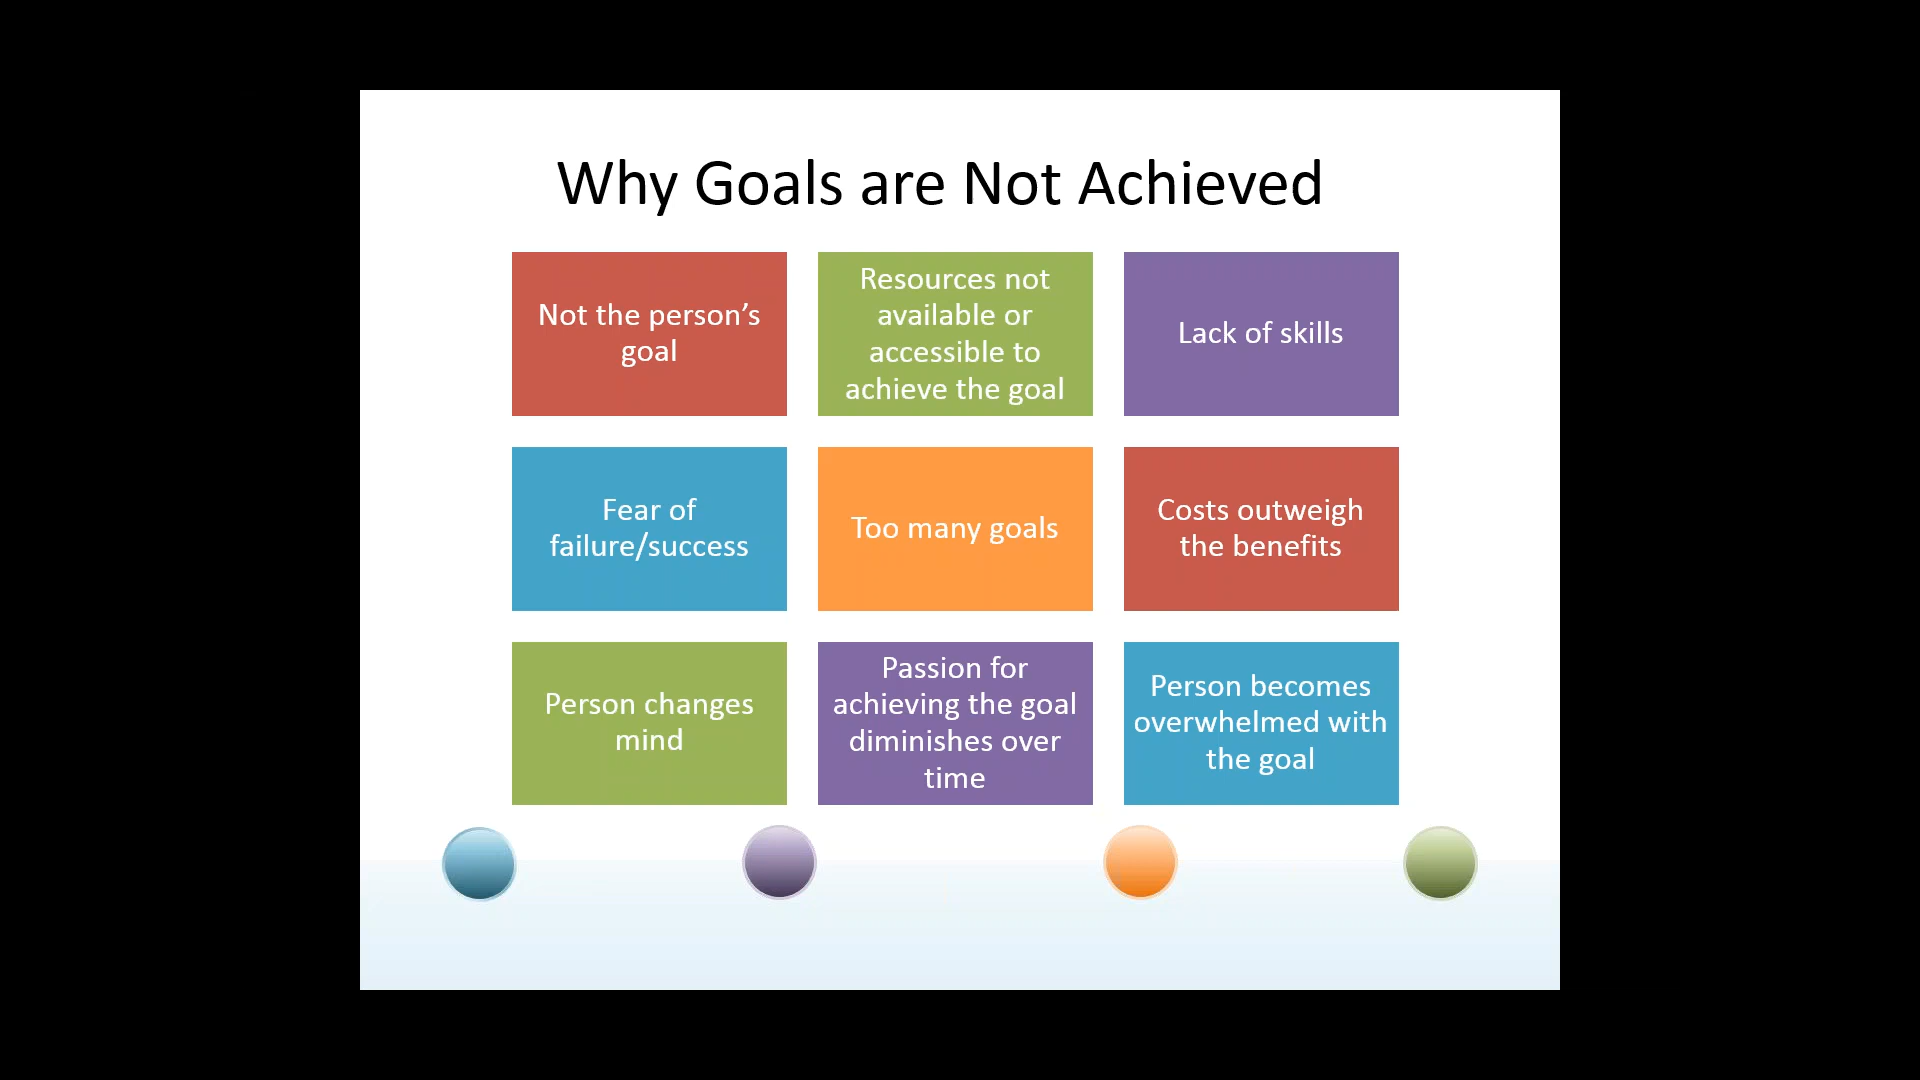 Why Goals are Not Achieved
Not the person’s
goal
Resources not
available or
accessible to
achieve the goal
Lack of skills
Fear of
failure/success
Too many goals
Costs outweigh
the benefits
Person changes
mind
Passion for
achieving the goal
diminishes over
time
Person becomes
overwhelmed with
the goal